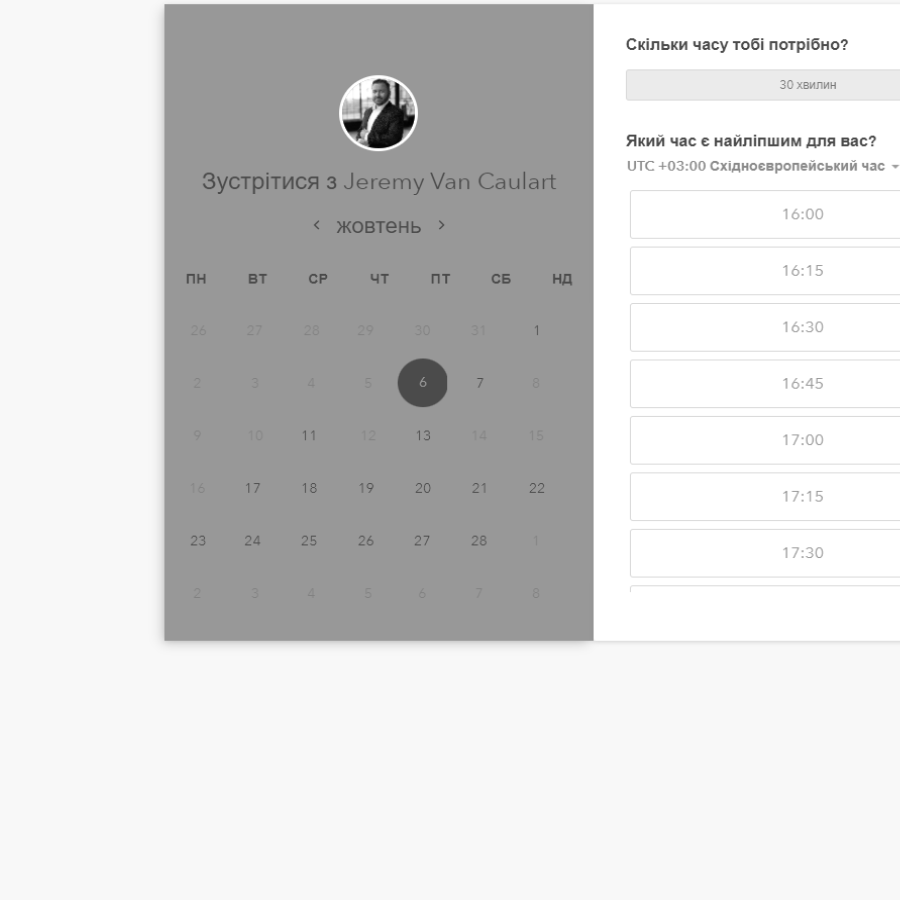 Зустрітися з Jeremy Van Caulart
жовтень
ПН ВТ СР ЧТ ПТ СБ НД
26 27 28 29 30 31 1
2 3 4 5 6 7 8
9 10 11 12 13 14 15
16 17 18 19 20 21 22
23 24 25 26 27 28 1
2 3 4 5 6 7 8
Скільки часу тобі потрібно?
30 хвилин
Який час є найліпшим для вас?
UTC +03:00 Східноєвропейський час
16:00
16:15
16:30
16:45
17:00
17:15
17:30